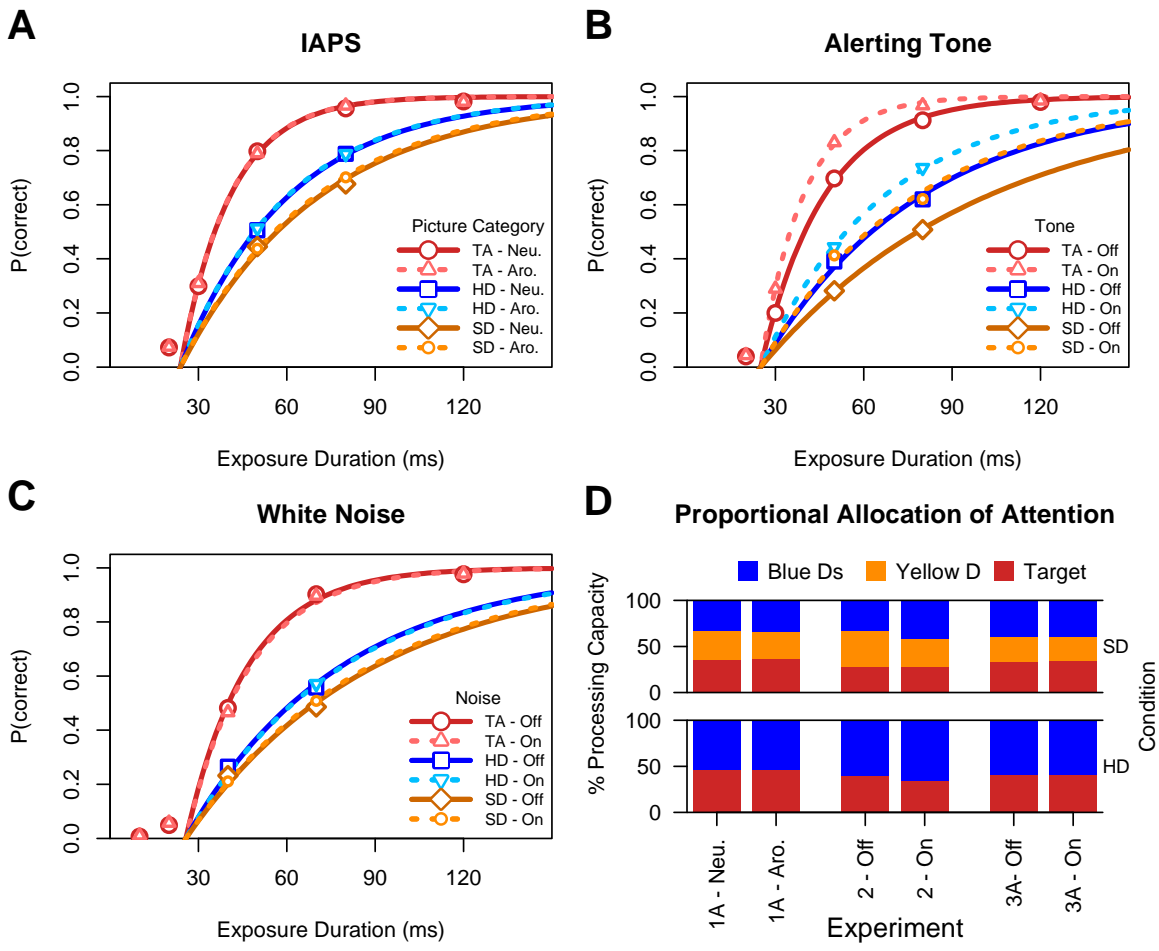 A
IAPS
P(correct)
0.0
0.2
0.4
0.6
0.8
1.0
Picture Category
TA - Neu.
TA - Aro.
HD - Neu.
HD - Aro.
SD - Neu.
SD - Aro.
30 60 90 120
Exposure Duration (ms)
B
Alerting Tone
P(correct)
0.0
0.2
0.4
0.6
0.8
1.0
Tone
TA - Off
TA - On
HD - Off
HD - On
SD - Off
SD - On
30 60 90 120
Exposure Duration (ms)
C
White Noise
P(correct)
0.0
0.2
0.4
0.6
0.8
1.0
Noise
TA - Off
TA - On
HD - Off
HD - On
SD - Off
SD - On
30 60 90 120
Exposure Duration (ms)
D
Proportional Allocation of Attention
Blue Ds Yellow D Target
% Processing Capacity
100
50
0
SD
100
50
0
HD
Condition
1A - Neu.
1A - Aro.
2 - Off
2 - On
3A- Off
3A - On
Experiment